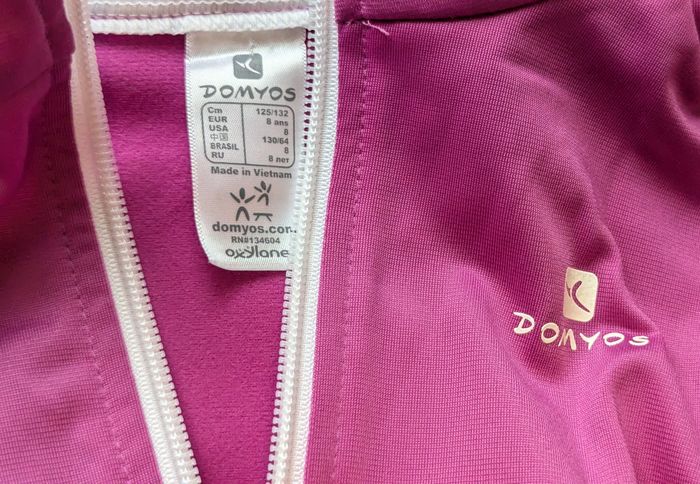 DOMYOS
Cm 125/132
EUR 8 ans
USA 8
中国 130/64
BRASIL 8
RU 8 лет
Made in Vietnam
domyos.com
RN#134604
oxylane
DOMYOS